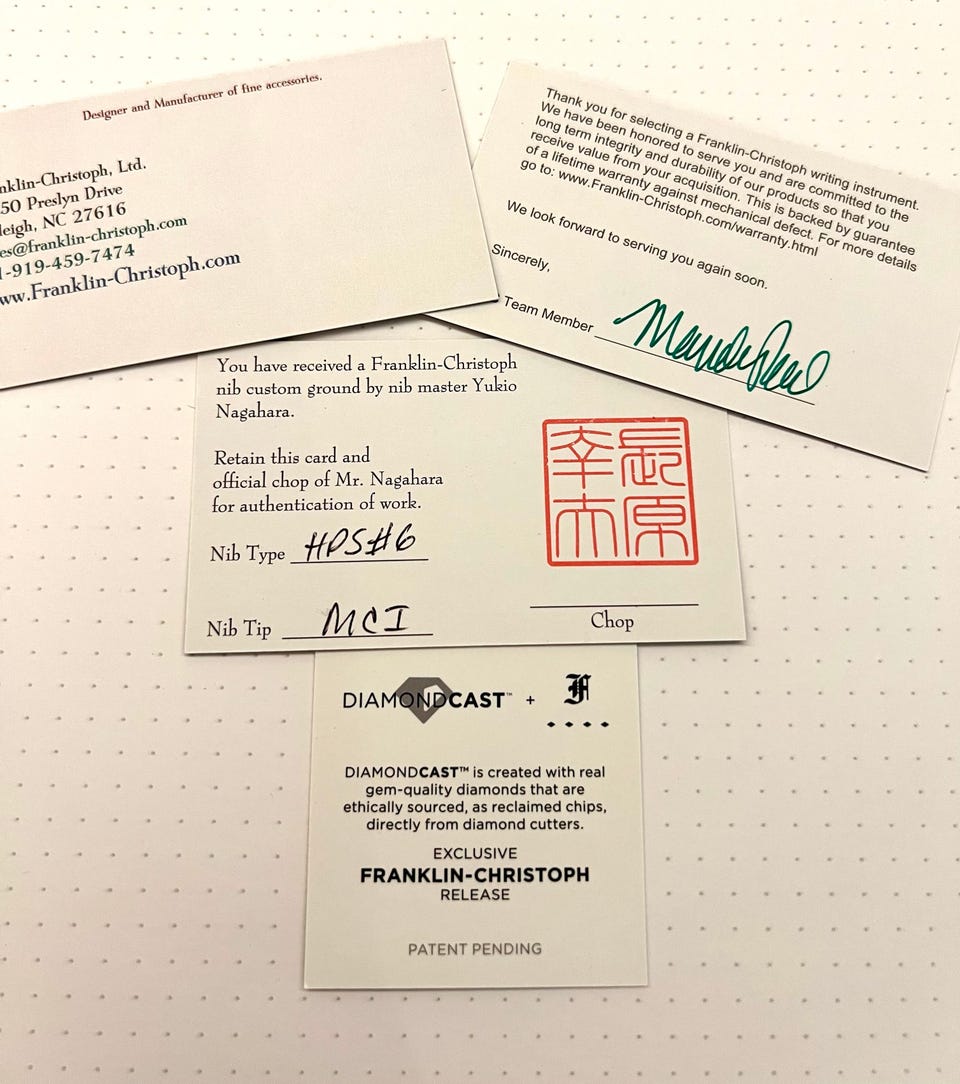 Designer and Manufacturer of fine accessories.
nklin-Christoph, Ltd.
50 Preslyn Drive
leigh, NC 27616
es@franklin-christoph.com
1-919-459-7474
ww.Franklin-Christoph.com
Thank you for selecting a Franklin-Christoph writing instrument.
We have been honored to serve you and are committed to the
long term integrity and durability of our products so that you
receive value from your acquisition. This is backed by guarantee
of a lifetime warranty against mechanical defect. For more details
go to: www.Franklin-Christoph.com/warranty.html
We look forward to serving you again soon.
Sincerely,
Team Member
You have received a Franklin-Christoph
nib custom ground by nib master Yukio
Nagahara.
Retain this card and
official chop of Mr. Nagahara
for authentication of work.
Nib Type HPS#6
Nib Tip MCI
長原
幸夫
Chop
DIAMONDCAST™ + F
DIAMONDCAST™ is created with real
gem-quality diamonds that are
ethically sourced, as reclaimed chips,
directly from diamond cutters.
EXCLUSIVE
FRANKLIN-CHRISTOPH
RELEASE
PATENT PENDING